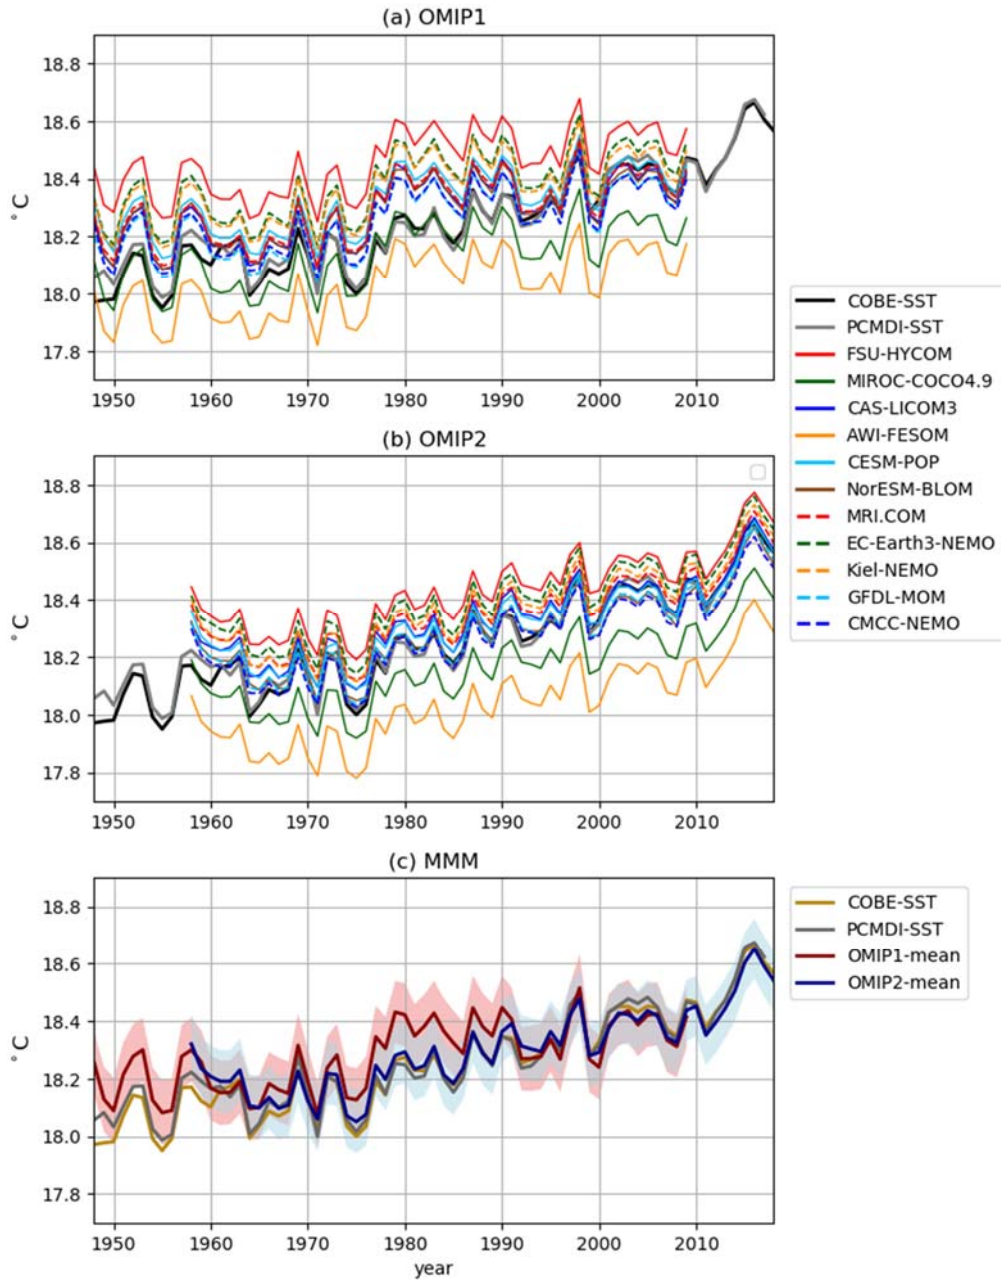 (a) OMIP1
18.8
18.6
18.4
18.2
18.0
17.8
°C
1950 1960 1970 1980 1990 2000 2010
COBE-SST
PCMDI-SST
FSU-HYCOM
MIROC-COCO4.9
CAS-LICOM3
AWI-FESOM
CESM-POP
NorESM-BLOM
MRI.COM
EC-Earth3-NEMO
Kiel-NEMO
GFDL-MOM
CMCC-NEMO
(b) OMIP2
18.8
18.6
18.4
18.2
18.0
17.8
°C
1950 1960 1970 1980 1990 2000 2010
(c) MMM
18.8
18.6
18.4
18.2
18.0
17.8
°C
1950 1960 1970 1980 1990 2000 2010
year
COBE-SST
PCMDI-SST
OMIP1-mean
OMIP2-mean